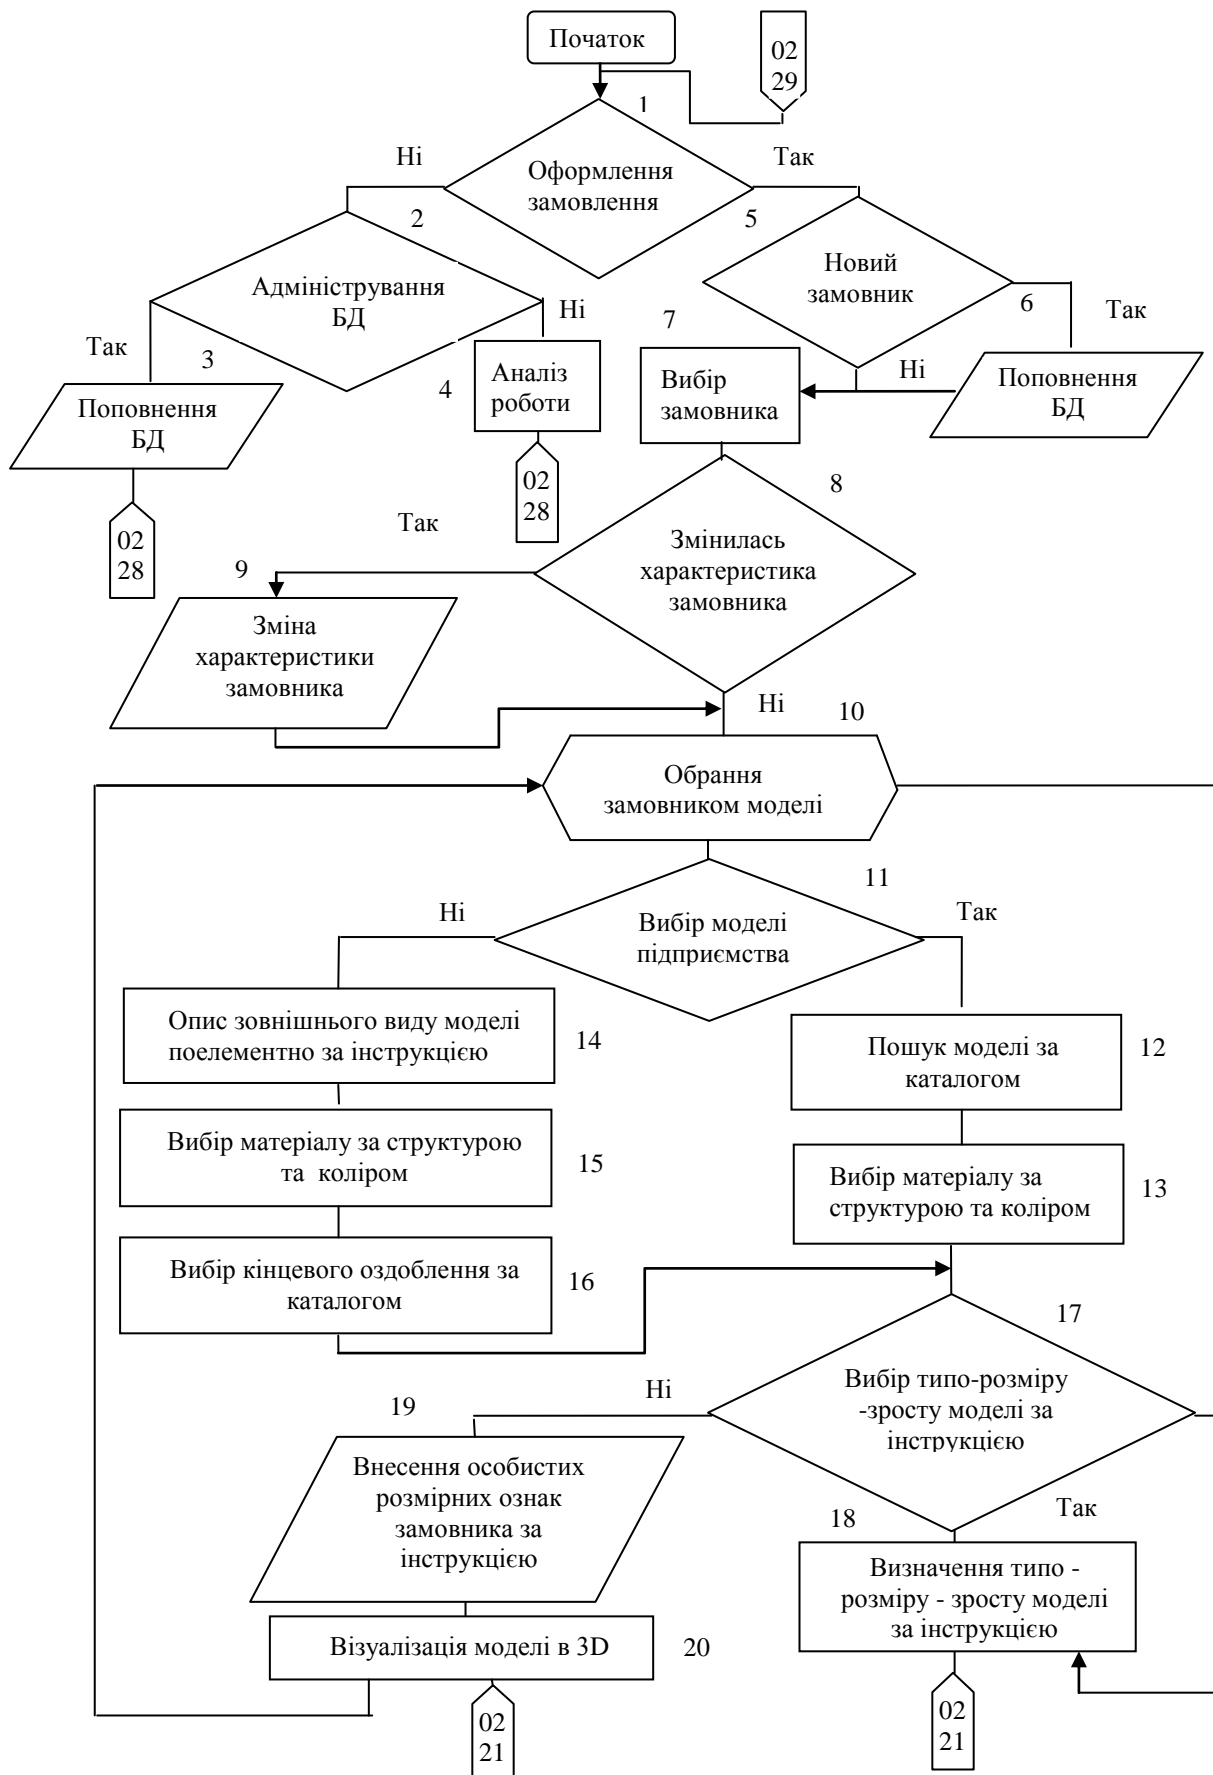 Початок
02
29
1
Ні
Так
Оформлення
замовлення
2
5
Новий
замовник
Адміністрування
БД
6
Ні
Так
7
Так
3
4
Аналіз
роботи
Вибір
замовника
Ні
Поповнення
БД
Поповнення
БД
02
28
8
Так
02
28
Змінилась
характеристика
замовника
9
Зміна
характеристики
замовника
Ні
10
Обрання
замовником моделі
11
Ні
Так
Вибір моделі
підприємства
Опис зовнішнього виду моделі
поелементно за інструкцією
14
Пошук моделі за
каталогом
12
Вибір матеріалу за структурою
та коліром
15
Вибір матеріалу за
структурою та коліром
13
Вибір кінцевого оздоблення за
каталогом
16
17
Ні
Вибір типо-розміру
-зросту моделі за
інструкцією
19
Внесення особистих
розмірних ознак
замовника за
інструкцією
Так
18
Визначення типо -
розміру - зросту моделі
за інструкцією
Візуалізація моделі в 3D
20
02
21
02
21